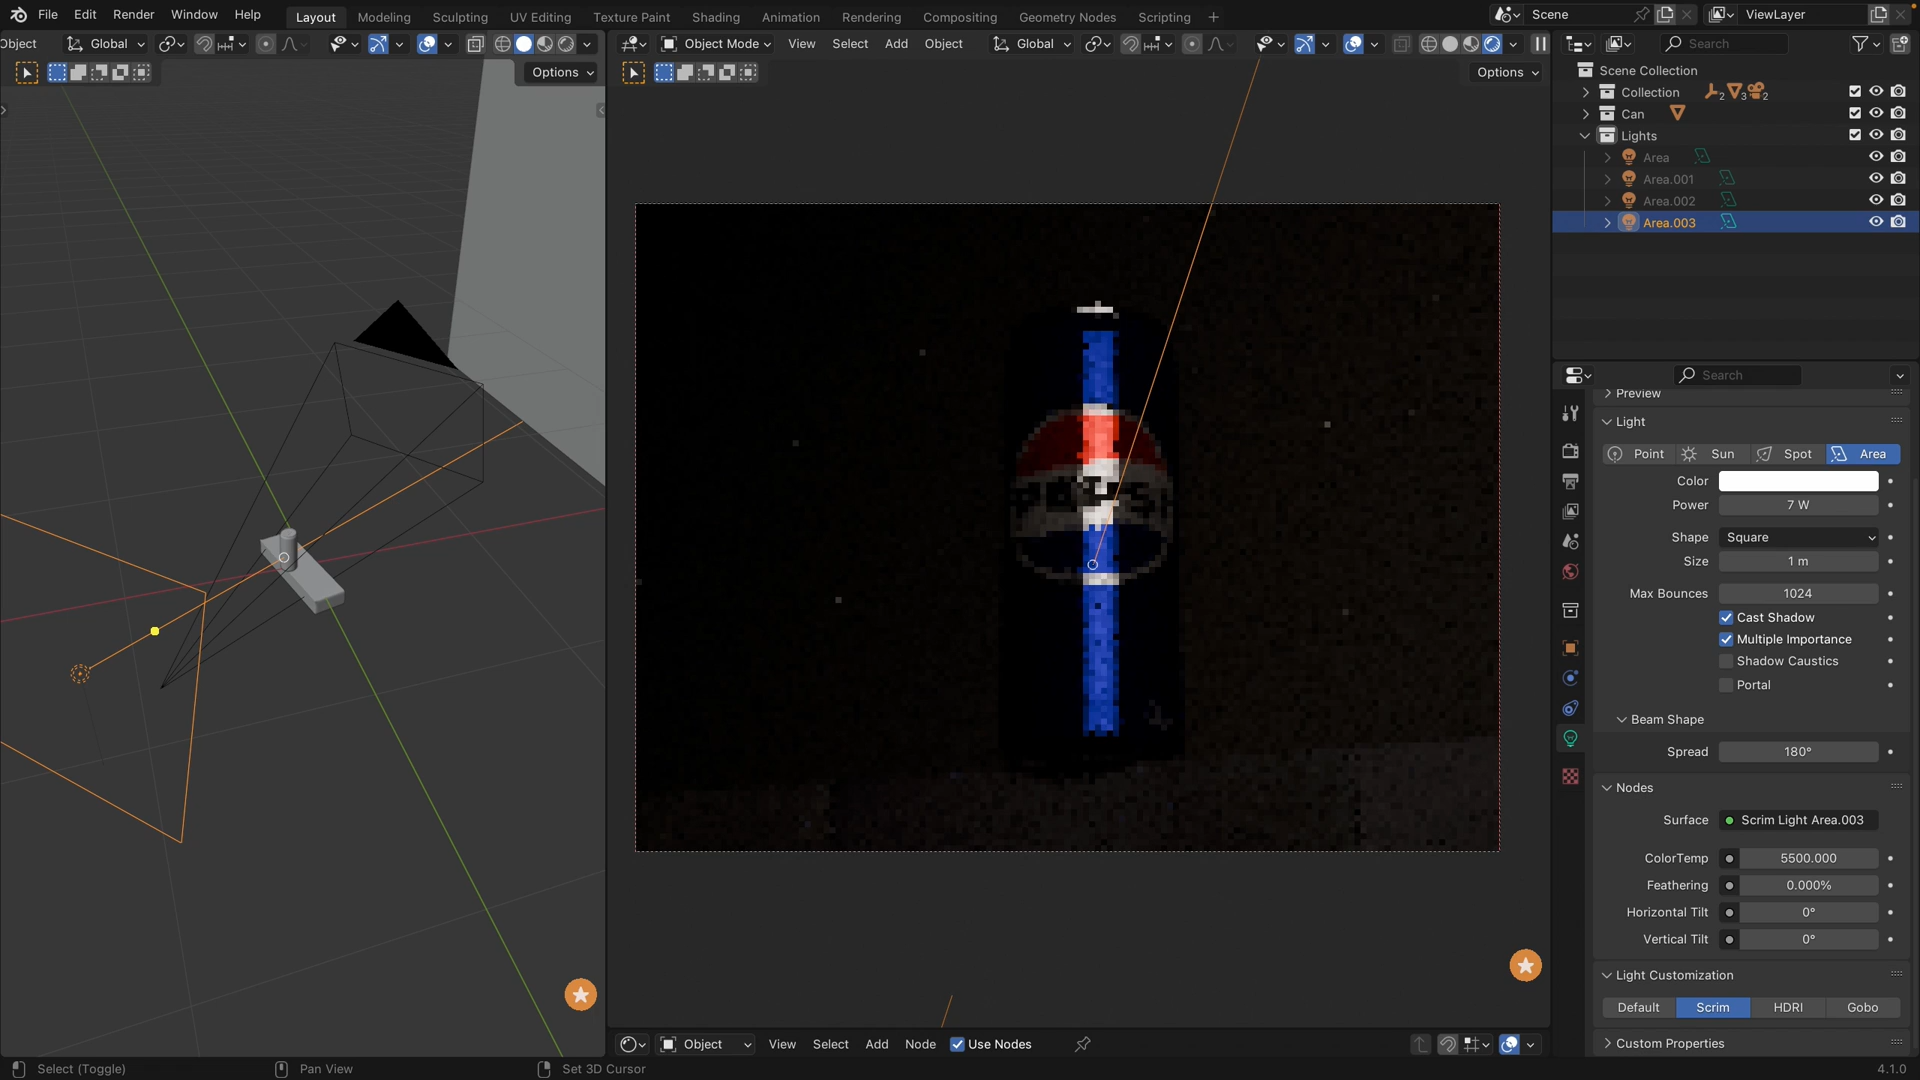 File Edit Render Window Help Layout Modeling Sculpting UV Editing Texture Paint Shading Animation Rendering Compositing Geometry Nodes Scripting + Scene ViewLayer
Object Global Object Mode View Select Add Object Global Search
Options Options
Scene Collection
Collection 2 3 2
Can
Lights
Area
Area.001
Area.002
Area.003
Search
Preview
Light
Point Sun Spot Area
Color
Power 7 W
Shape Square
Size 1 m
Max Bounces 1024
Cast Shadow
Multiple Importance
Shadow Caustics
Portal
Beam Shape
Spread 180°
Nodes
Surface Scrim Light Area.003
ColorTemp 5500.000
Feathering 0.000%
Horizontal Tilt 0°
Vertical Tilt 0°
Light Customization
Default Scrim HDRI Gobo
Custom Properties
Object View Select Add Node Use Nodes
Select (Toggle) Pan View Set 3D Cursor 4.1.0